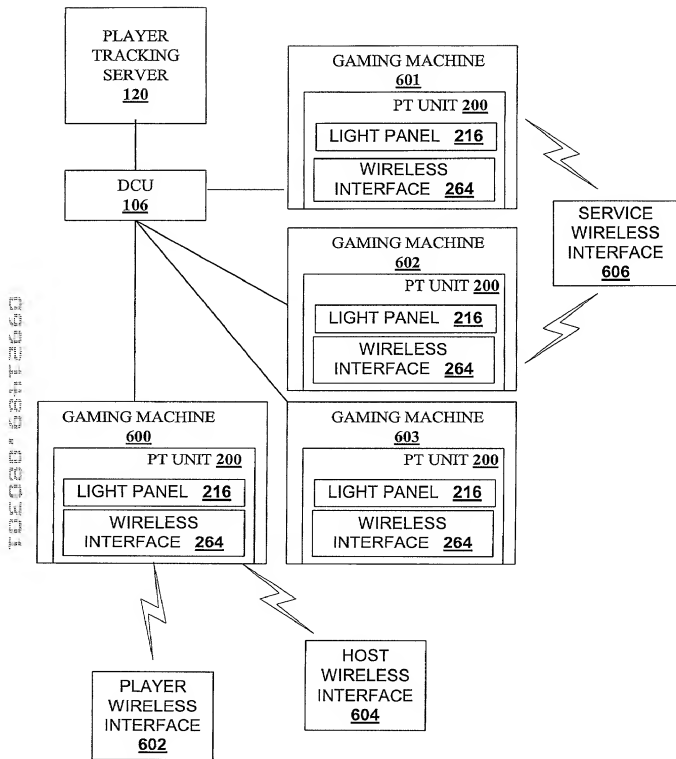 PLAYER
TRACKING
SERVER
120
DCU
106
GAMING MACHINE
601
PT UNIT 200
LIGHT PANEL 216
WIRELESS
INTERFACE 264
GAMING MACHINE
602
PT UNIT 200
LIGHT PANEL 216
WIRELESS
INTERFACE 264
SERVICE
WIRELESS
INTERFACE
606
GAMING MACHINE
600
PT UNIT 200
LIGHT PANEL 216
WIRELESS
INTERFACE 264
GAMING MACHINE
603
PT UNIT 200
LIGHT PANEL 216
WIRELESS
INTERFACE 264
PLAYER
WIRELESS
INTERFACE
602
HOST
WIRELESS
INTERFACE
604